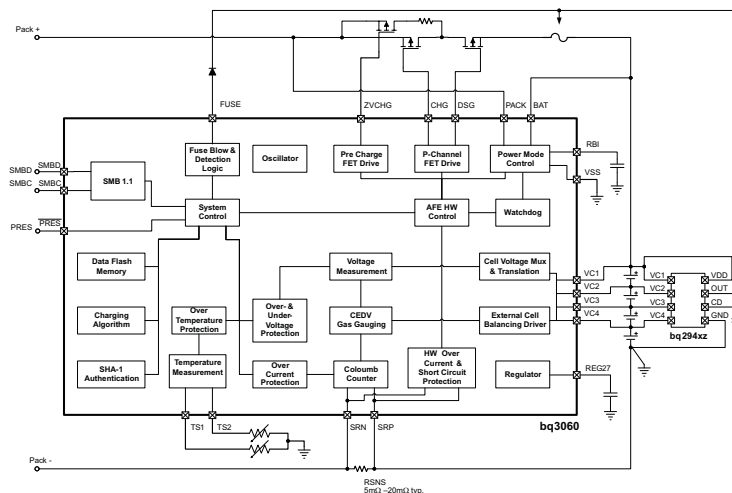 Pack +
FUSE
ZVCHG
CHG
DSG
PACK
BAT
SMBD
SMBD
SMBC
SMBC
PRES
PRES
SMB 1.1
Fuse Blow &
Detection
Logic
Oscillator
Pre Charge
FET Drive
P-Channel
FET Drive
Power Mode
Control
RBI
VSS
System
Control
AFE HW
Control
Watchdog
Data Flash
Memory
Voltage
Measurement
Cell Voltage Mux
& Translation
VC1
VC2
VC3
VC4
VC1
VC2
VC3
VC4
VDD
OUT
CD
GND
bq294xz
Charging
Algorithm
Over
Temperature
Protection
Over- &
Under-
Voltage
Protection
CEDV
Gas Gauging
External Cell
Balancing Driver
SHA-1
Authentication
Temperature
Measurement
Over
Current
Protection
Coloumb
Counter
HW Over
Current &
Short Circuit
Protection
Regulator
REG27
bq3060
TS1
TS2
SRN
SRP
Pack -
RSNS
5mΩ –20mΩ typ.